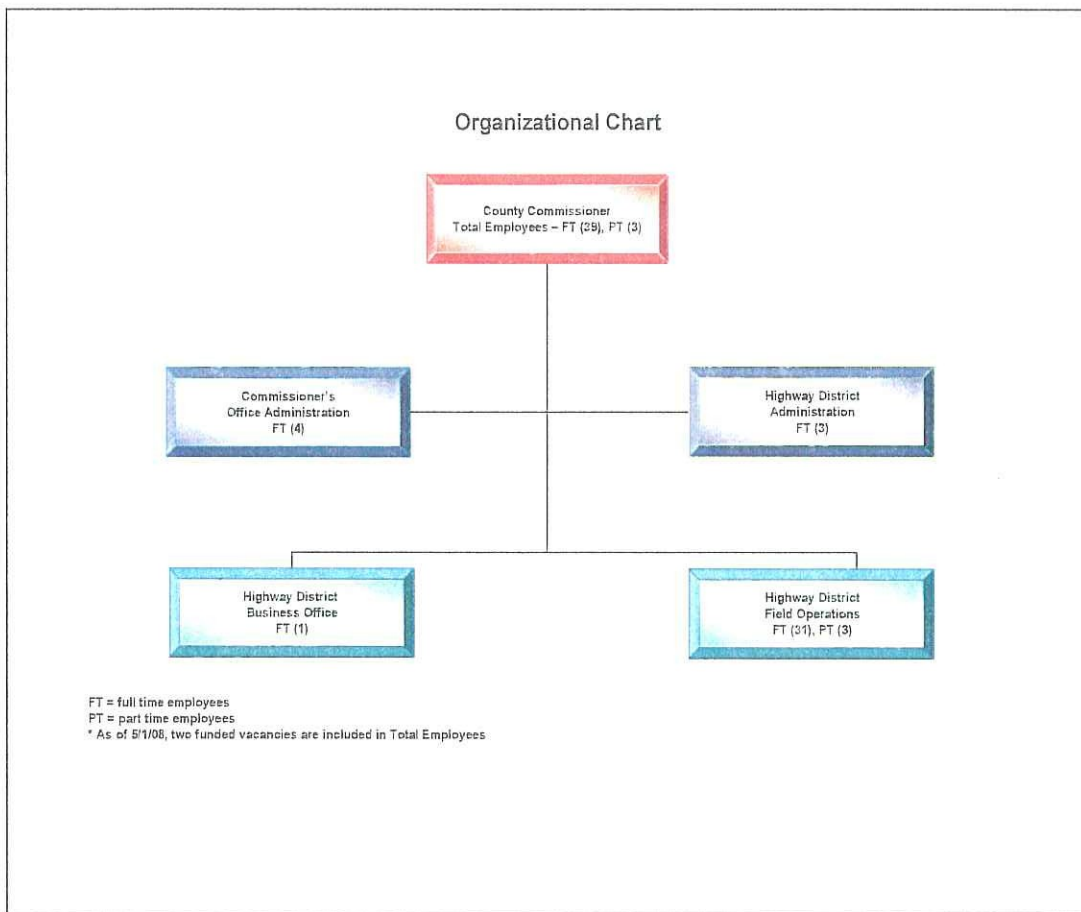 Organizational Chart
County Commissioner
Total Employees – FT (39), PT (3)
Commissioner's
Office Administration
FT (4)
Highway District
Administration
FT (3)
Highway District
Business Office
FT (1)
Highway District
Field Operations
FT (31), PT (3)
FT = full time employees
PT = part time employees
* As of 5/1/08, two funded vacancies are included in Total Employees